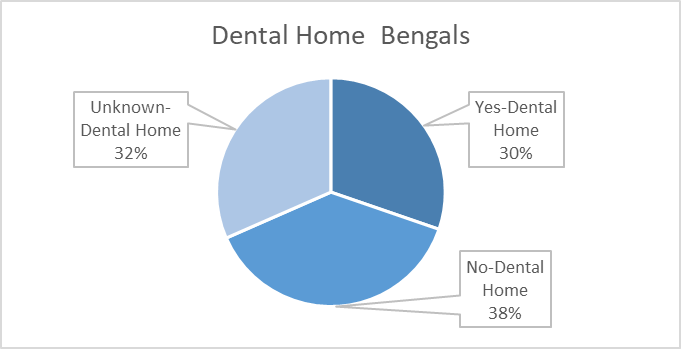 Dental Home  Bengals
Unknown-
Dental Home
32%
Yes-Dental
Home
30%
No-Dental
Home
38%